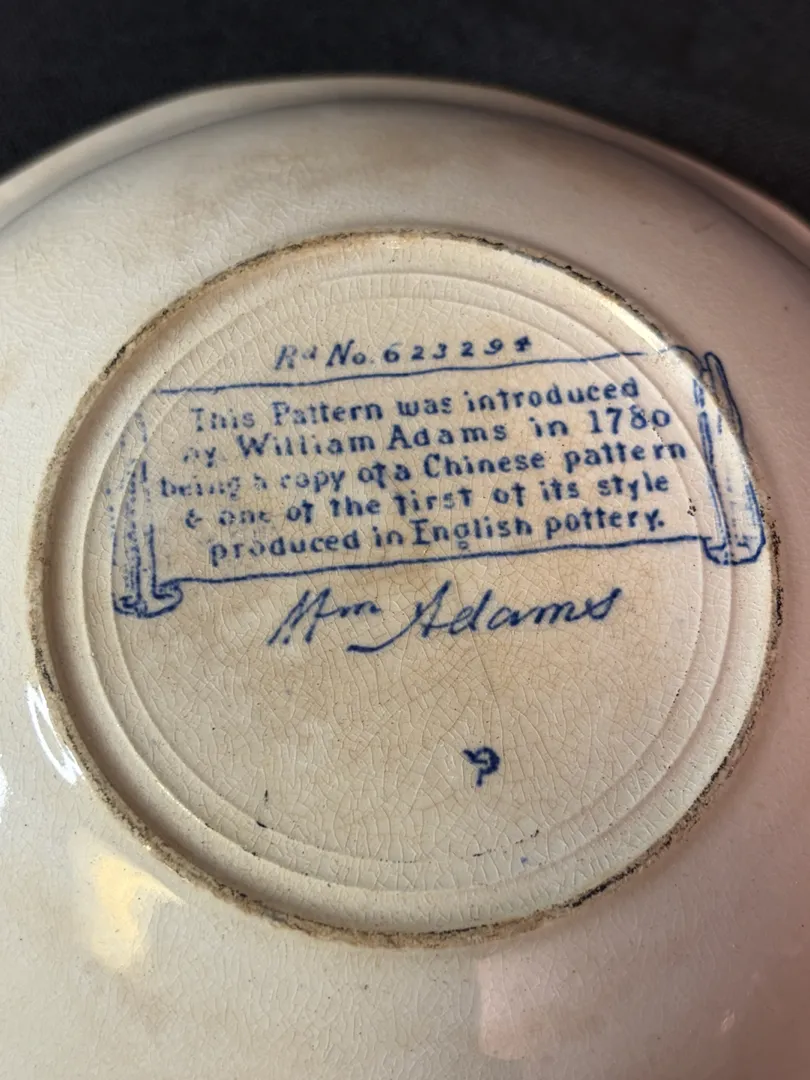 Rd No. 623294
This Pattern was introduced
by William Adams in 1780
being a copy of a Chinese pattern
& one of the first of its style
produced in English pottery.
Wm Adams